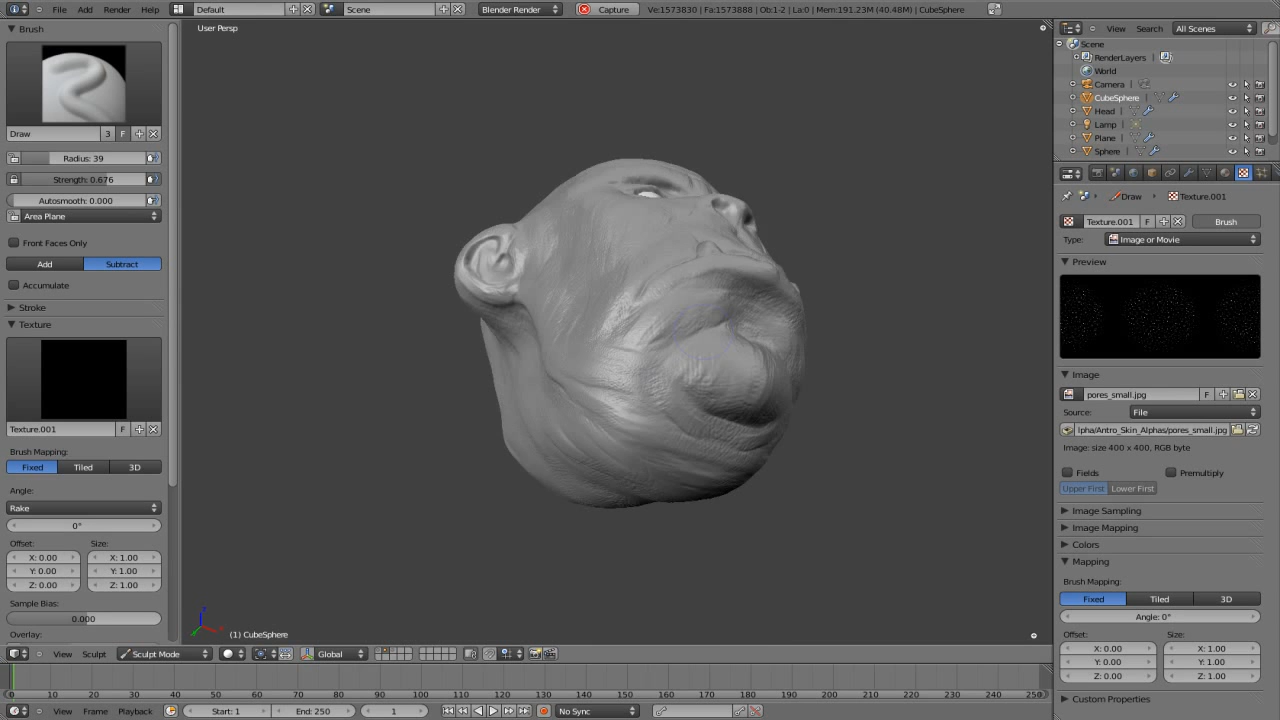 File Add Render Help Default Scene Blender Render Capture Ve:1573830 | Fa:1573888 | Ob:1-2 | La:0 | Mem:191.23M (40.48M) | CubeSphere
Brush
Draw 3 F
Radius: 39
Strength: 0.676
Autosmooth: 0.000
Area Plane
Front Faces Only
Add Subtract
Accumulate
Stroke
Texture
Texture.001 F
Brush Mapping:
Fixed Tiled 3D
Angle:
Rake
0°
Offset: Size:
X: 0.00 X: 1.00
Y: 0.00 Y: 1.00
Z: 0.00 Z: 1.00
Sample Bias:
0.000
Overlay:
User Persp
(1) CubeSphere
View Sculpt Sculpt Mode Global
0 10 20 30 40 50 60 70 80 90 100 110 120 130 140 150 160 170 180 190 200 210 220 230 240 250
View Frame Playback Start: 1 End: 250 1 No Sync
View Search All Scenes
Scene
RenderLayers
World
Camera
CubeSphere
Head
Lamp
Plane
Sphere
Draw Texture.001
Texture.001 F Brush
Type: Image or Movie
Preview
Image
pores_small.jpg F
Source: File
lpha/Antro_Skin_Alphas/pores_small.jpg
Image: size 400 x 400, RGB byte
Fields Premultiply
Upper First Lower First
Image Sampling
Image Mapping
Colors
Mapping
Brush Mapping:
Fixed Tiled 3D
Angle: 0°
Offset: Size:
X: 0.00 X: 1.00
Y: 0.00 Y: 1.00
Z: 0.00 Z: 1.00
Custom Properties